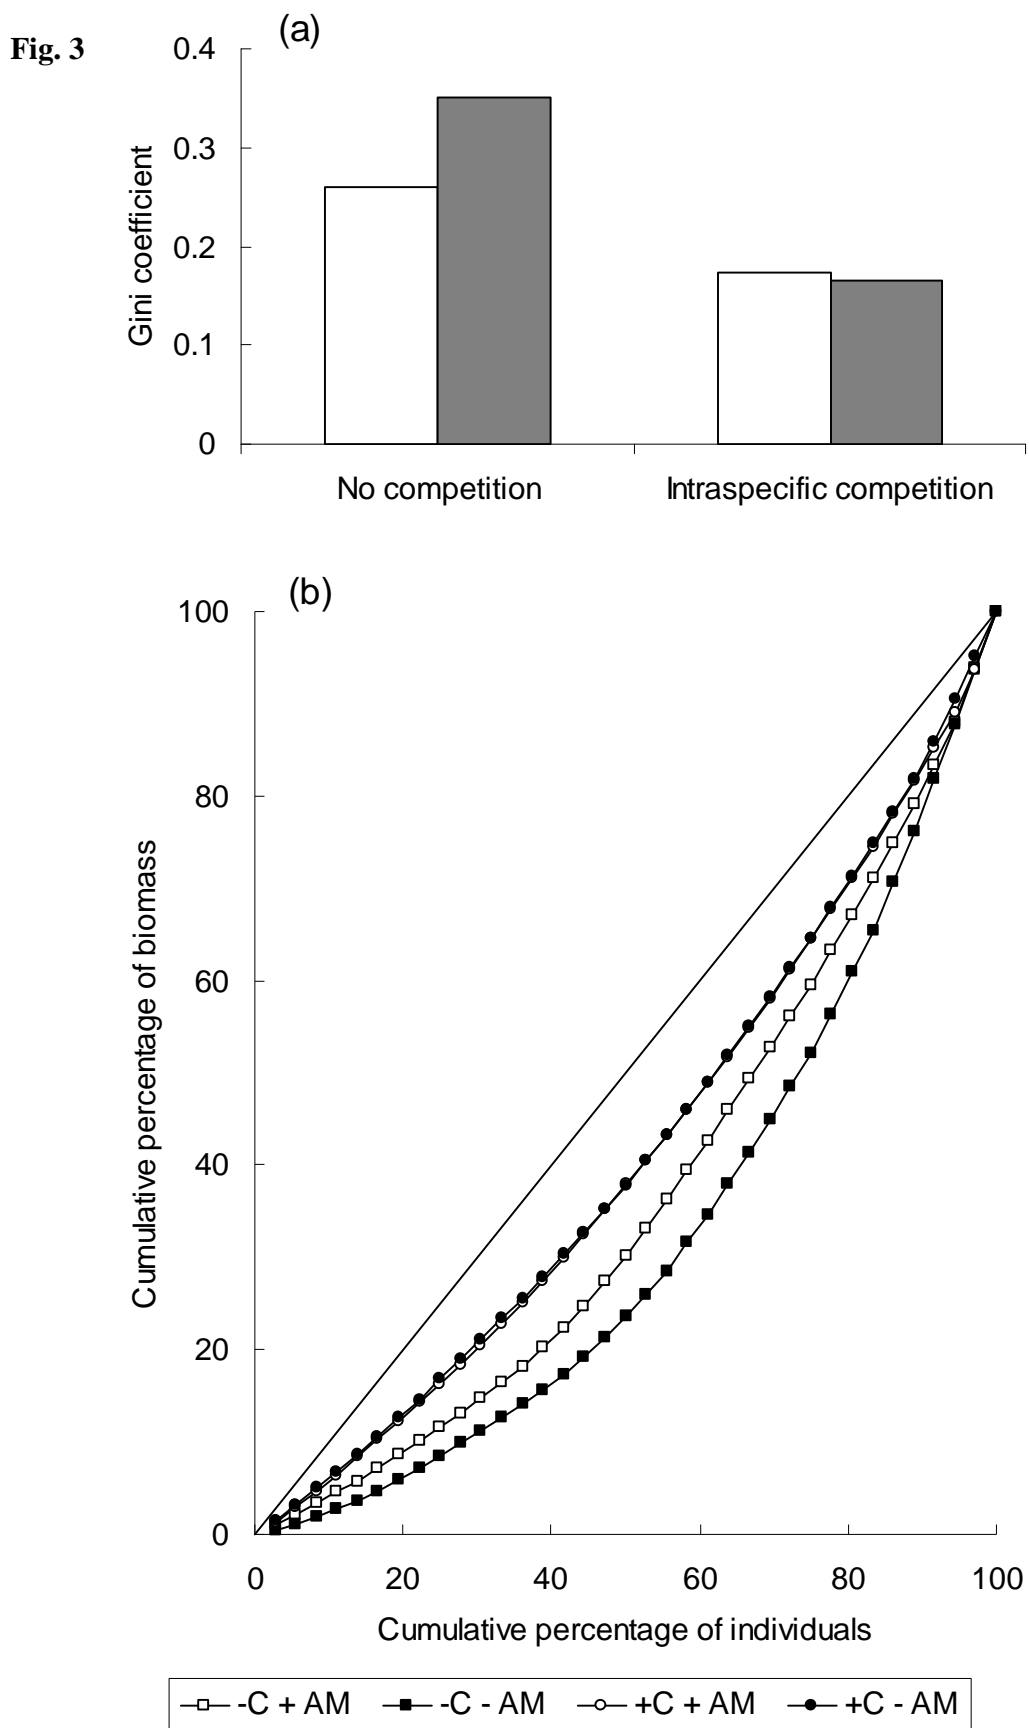 Fig. 3
(a)
0.4
0.3
0.2
0.1
0
Gini coefficient
No competition
Intraspecific competition
(b)
100
80
60
40
20
0
Cumulative percentage of biomass
0 20 40 60 80 100
Cumulative percentage of individuals
-C + AM -C - AM +C + AM +C - AM